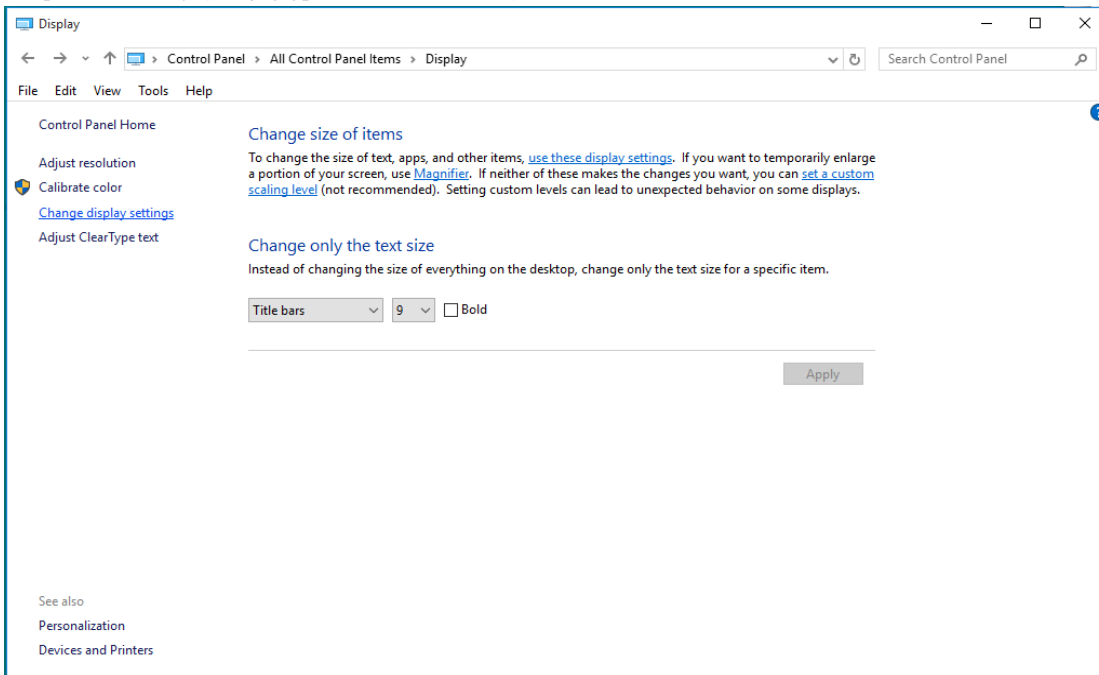 Display
Control Panel > All Control Panel Items > Display
Search Control Panel
File Edit View Tools Help
Control Panel Home
Adjust resolution
Calibrate color
Change display settings
Adjust ClearType text
Change size of items
To change the size of text, apps, and other items, use these display settings. If you want to temporarily enlarge
a portion of your screen, use Magnifier. If neither of these makes the changes you want, you can set a custom
scaling level (not recommended). Setting custom levels can lead to unexpected behavior on some displays.
Change only the text size
Instead of changing the size of everything on the desktop, change only the text size for a specific item.
Title bars 9 Bold
Apply
See also
Personalization
Devices and Printers